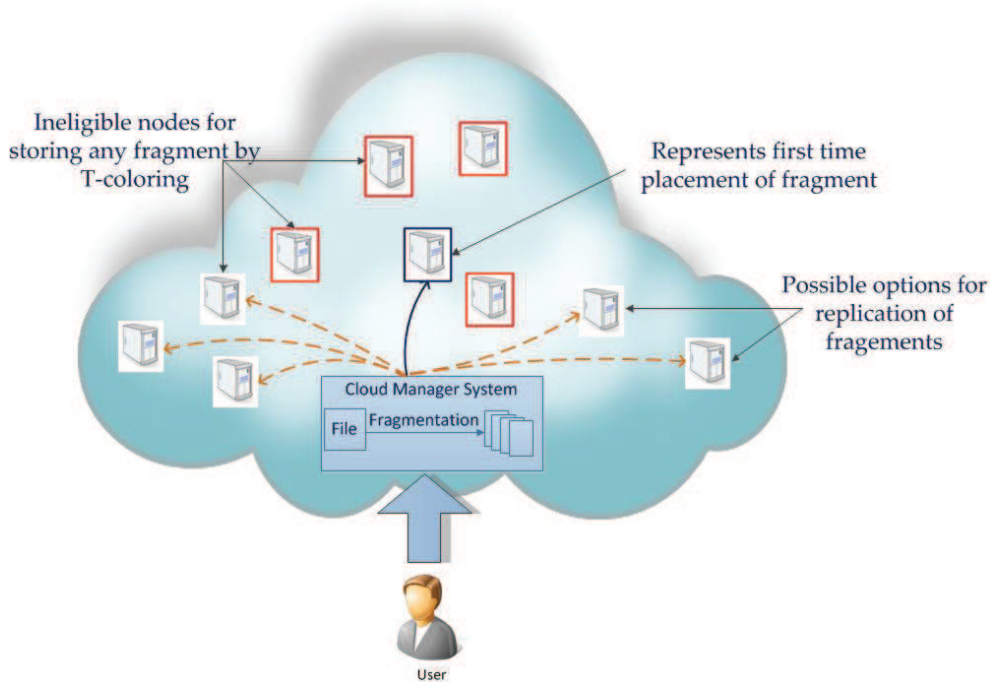 Ineligible nodes for
storing any fragment by
T-coloring
Represents first time
placement of fragment
Possible options for
replication of
fragements
Cloud Manager System
File
Fragmentation
User